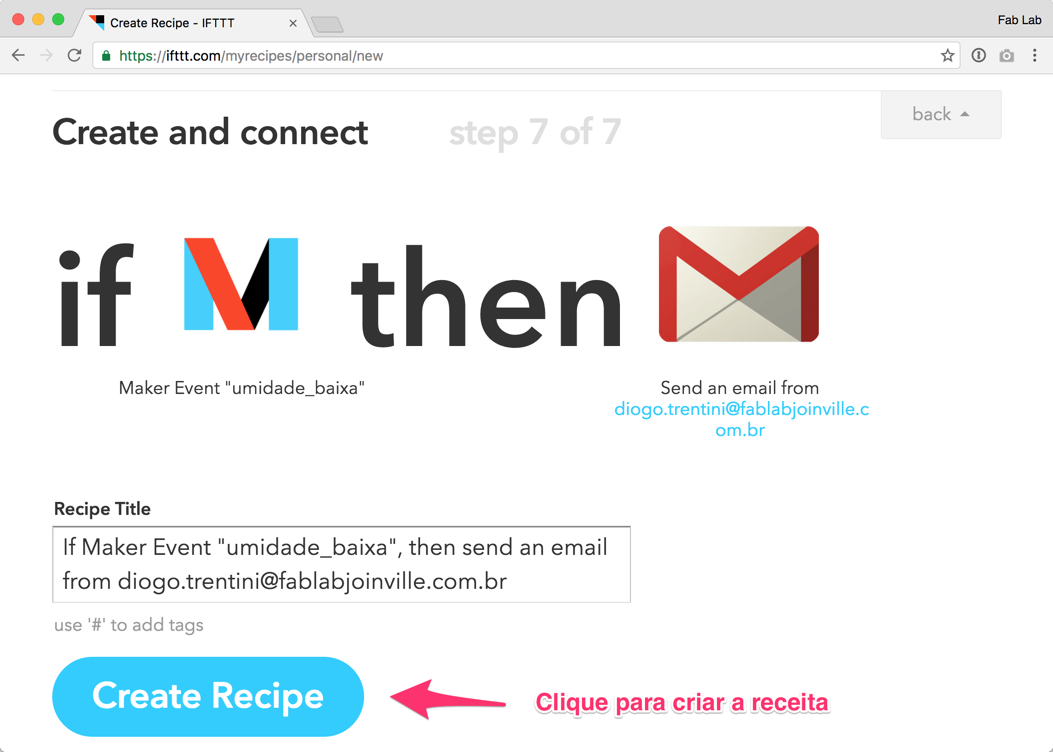 Create Recipe - IFTTT
Fab Lab
https://ifttt.com/myrecipes/personal/new
back
Create and connect step 7 of 7
if then
Maker Event "umidade_baixa"
Send an email from
diogo.trentini@fablabjoinville.c
om.br
Recipe Title
If Maker Event "umidade_baixa", then send an email
from diogo.trentini@fablabjoinville.com.br
use '#' to add tags
Create Recipe
Clique para criar a receita